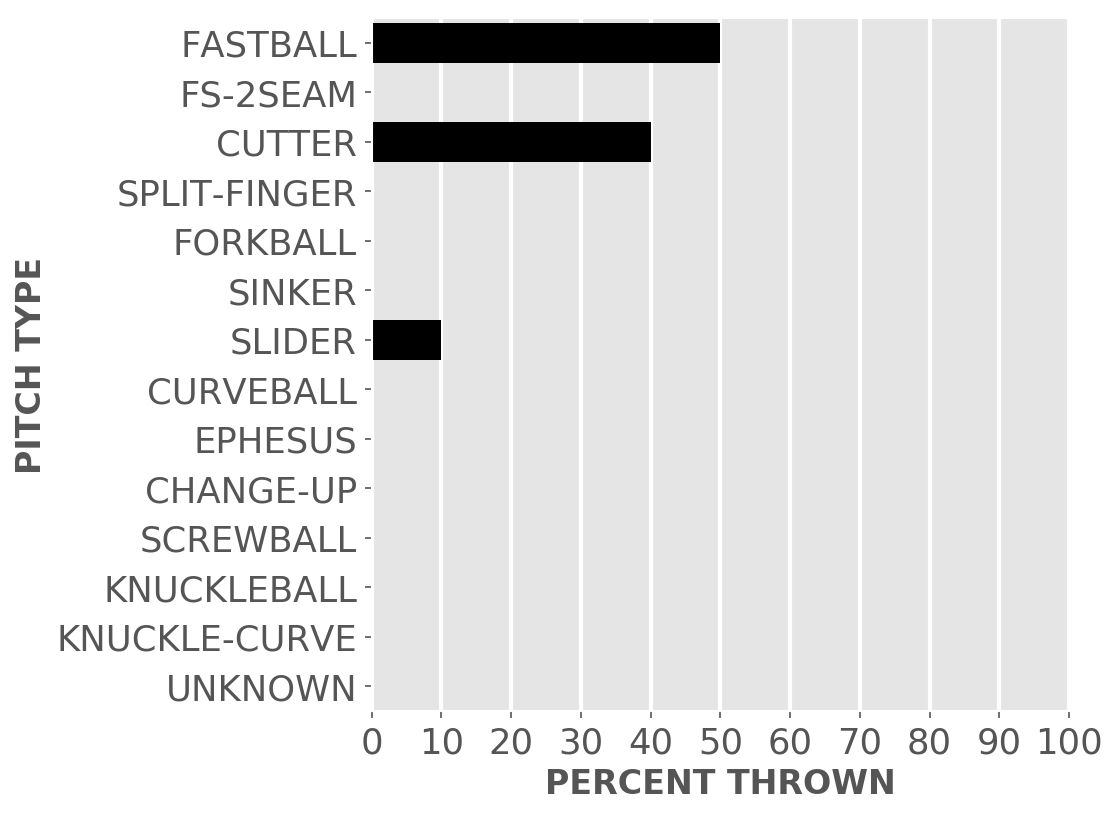 FASTBALL
FS-2SEAM
CUTTER
SPLIT-FINGER
FORKBALL
SINKER
SLIDER
CURVEBALL
EPHESUS
CHANGE-UP
SCREWBALL
KNUCKLEBALL
KNUCKLE-CURVE
UNKNOWN
PITCH TYPE
0 10 20 30 40 50 60 70 80 90 100
PERCENT THROWN